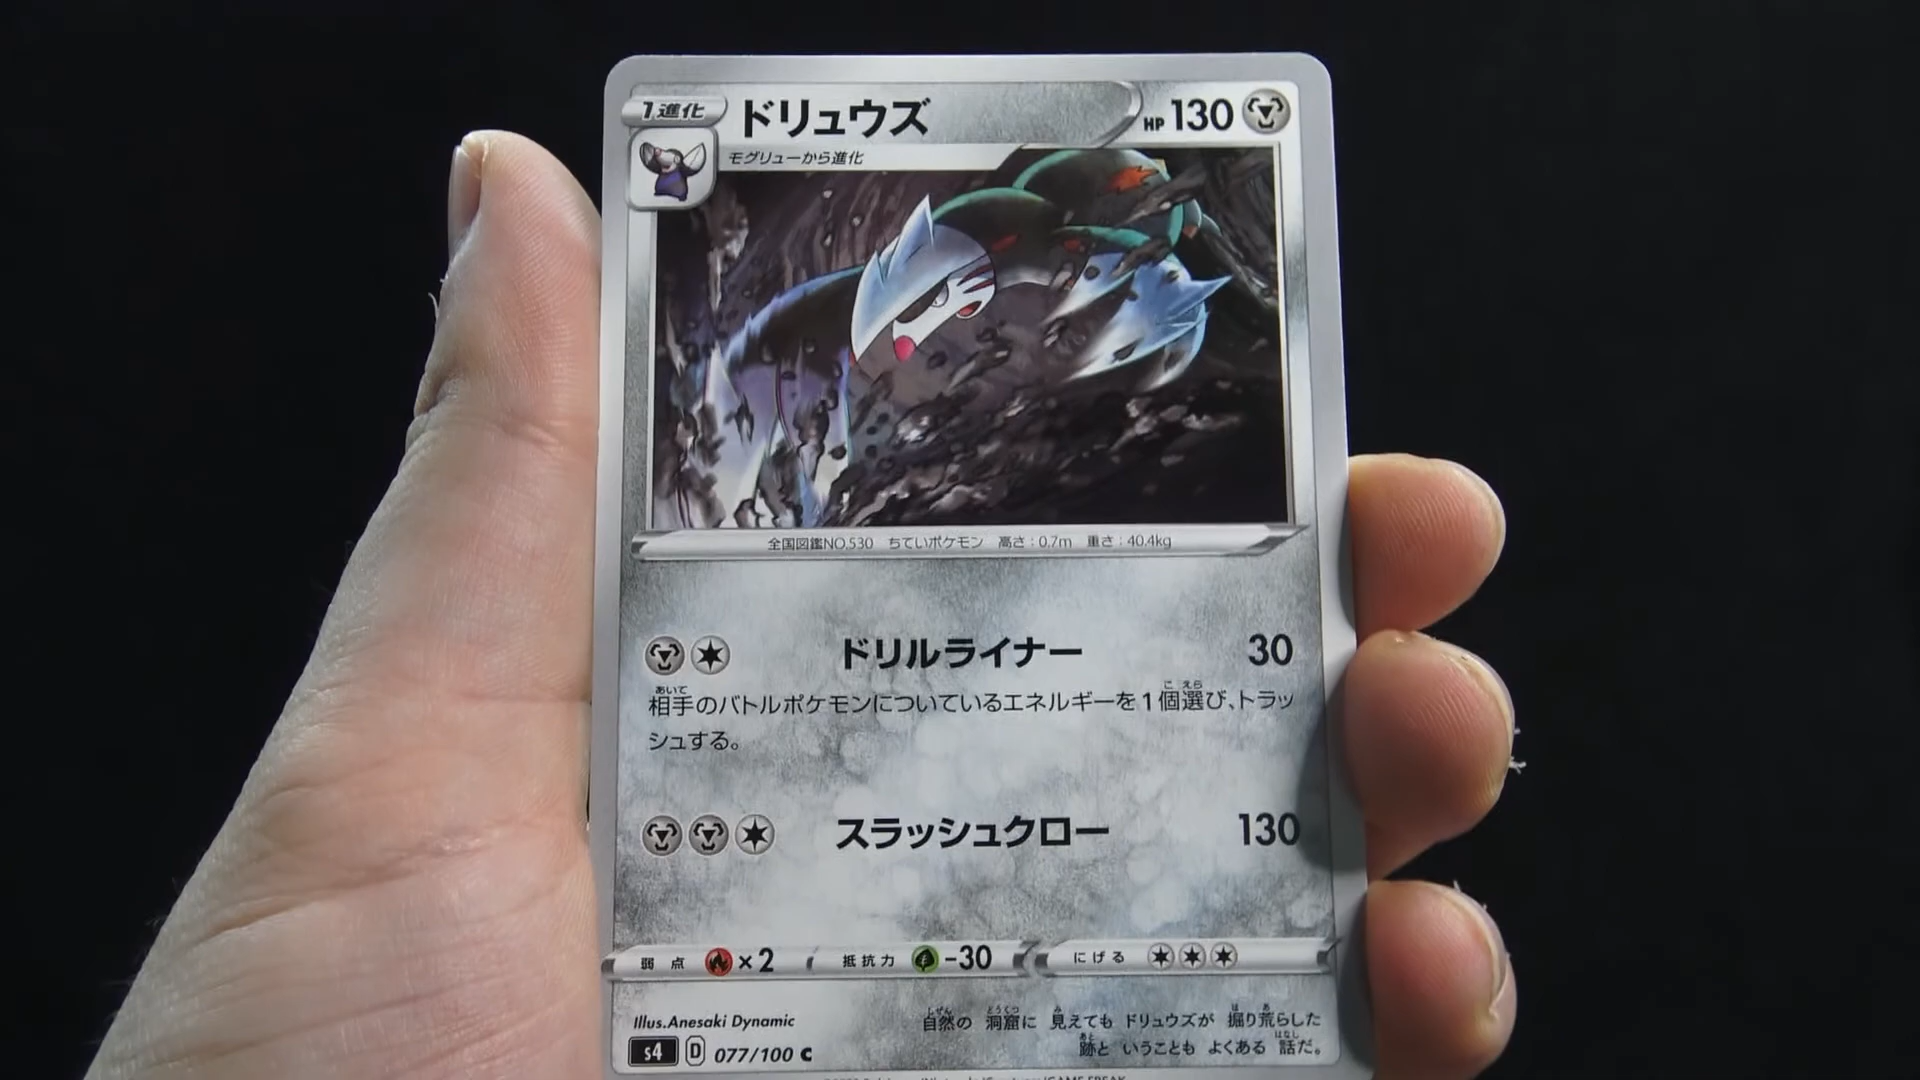 1進化
ドリュウズ
HP 130
モグリューから進化
全国図鑑NO.530 ちていポケモン 高さ:0.7m 重さ:40.4kg
ドリルライナー 30
相手のバトルポケモンについているエネルギーを1個選び、トラッ
シュする。
スラッシュクロー 130
弱点 ×2 抵抗力 -30 にげる
Illus.Anesaki Dynamic
自然の 洞窟に 見えても ドリュウズが 掘り荒らした
跡と いうことも よくある 話だ。
s4 D 077/100 C